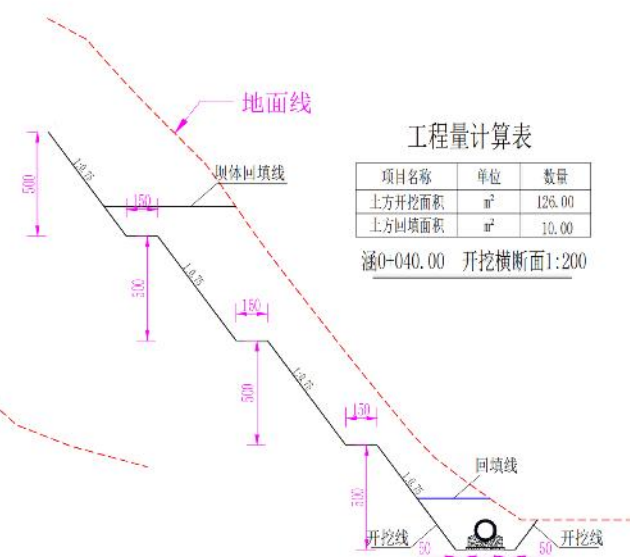 地面线
工程量计算表
项目名称 单位 数量
土方开挖面积 m² 126.00
土方回填面积 m² 10.00
涵0-040.00 开挖横断面1:200
1:0.75
500
坝体回填线
150
500
1:0.75
150
500
1:0.75
150
500
1:0.75
回填线
开挖线
50
50
开挖线